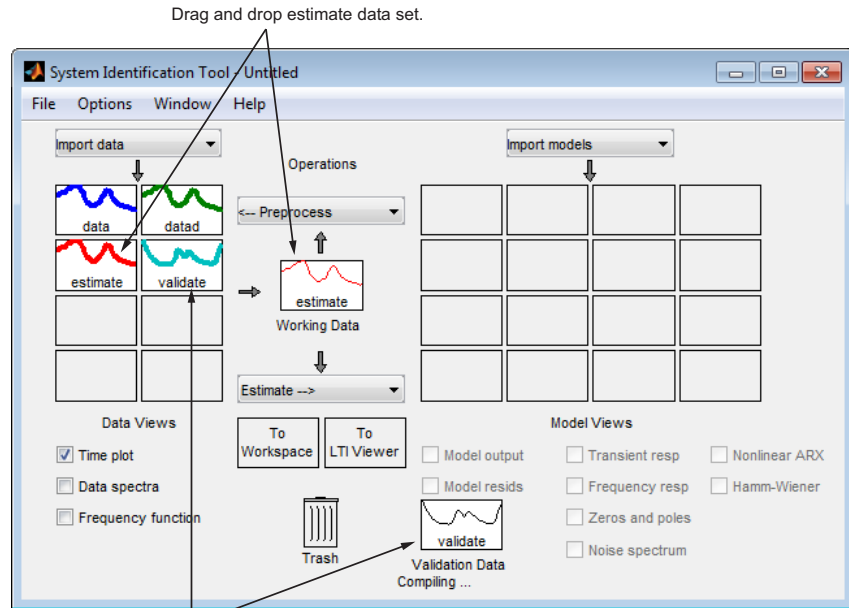 Drag and drop estimate data set.
System Identification Tool - Untitled
File Options Window Help
Import data
Import models
Operations
data datad
<-- Preprocess
estimate validate
estimate
Working Data
Estimate -->
Data Views
To Workspace
To LTI Viewer
Model Views
Time plot
Model output
Transient resp
Nonlinear ARX
Data spectra
Model resids
Frequency resp
Hamm-Wiener
Frequency function
Zeros and poles
validate
Noise spectrum
Trash
Validation Data
Compiling ...